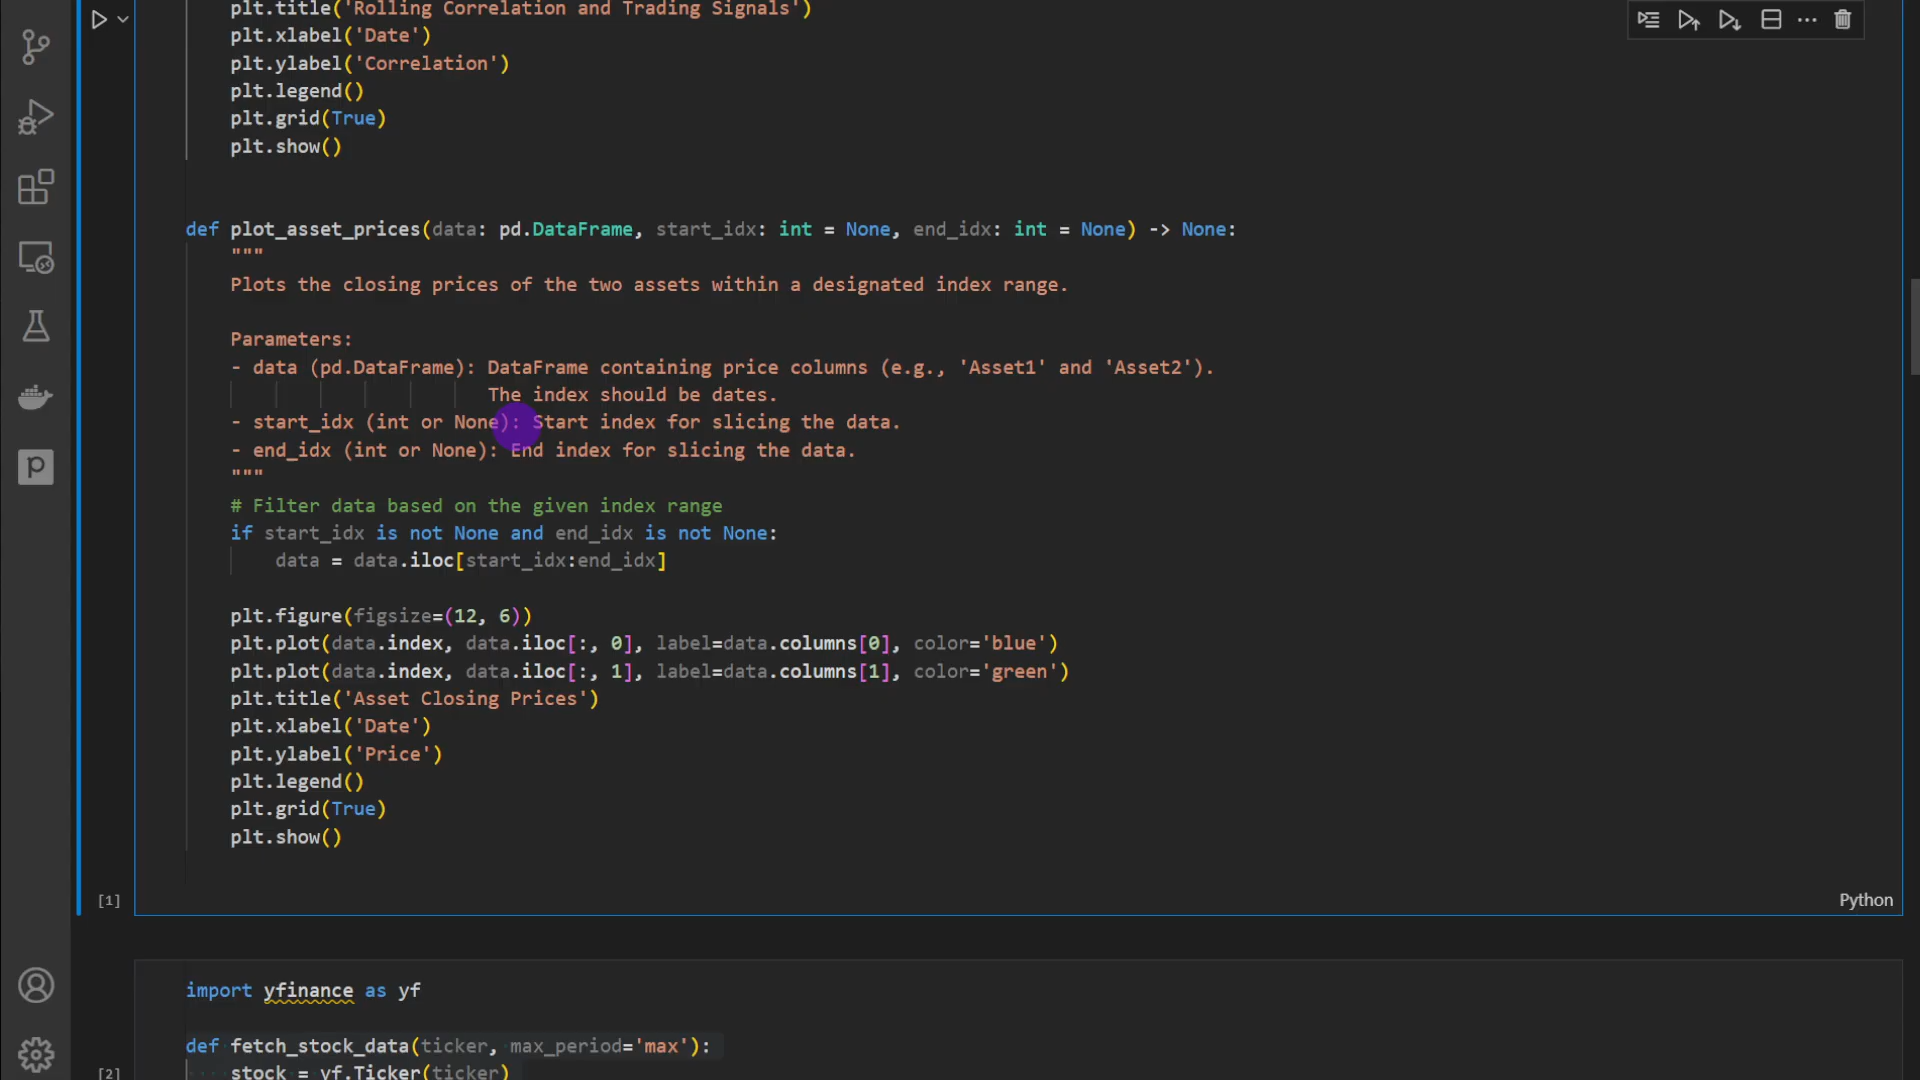 plt.title('Rolling Correlation and Trading Signals')
plt.xlabel('Date')
plt.ylabel('Correlation')
plt.legend()
plt.grid(True)
plt.show()
def plot_asset_prices(data: pd.DataFrame, start_idx: int = None, end_idx: int = None) -> None:
"""
Plots the closing prices of the two assets within a designated index range.
Parameters:
- data (pd.DataFrame): DataFrame containing price columns (e.g., 'Asset1' and 'Asset2').
The index should be dates.
- start_idx (int or None): Start index for slicing the data.
- end_idx (int or None): End index for slicing the data.
"""
# Filter data based on the given index range
if start_idx is not None and end_idx is not None:
data = data.iloc[start_idx:end_idx]
plt.figure(figsize=(12, 6))
plt.plot(data.index, data.iloc[:, 0], label=data.columns[0], color='blue')
plt.plot(data.index, data.iloc[:, 1], label=data.columns[1], color='green')
plt.title('Asset Closing Prices')
plt.xlabel('Date')
plt.ylabel('Price')
plt.legend()
plt.grid(True)
plt.show()
[1]
Python
import yfinance as yf
def fetch_stock_data(ticker, max_period='max'):
stock = yf.Ticker(ticker)
[2]